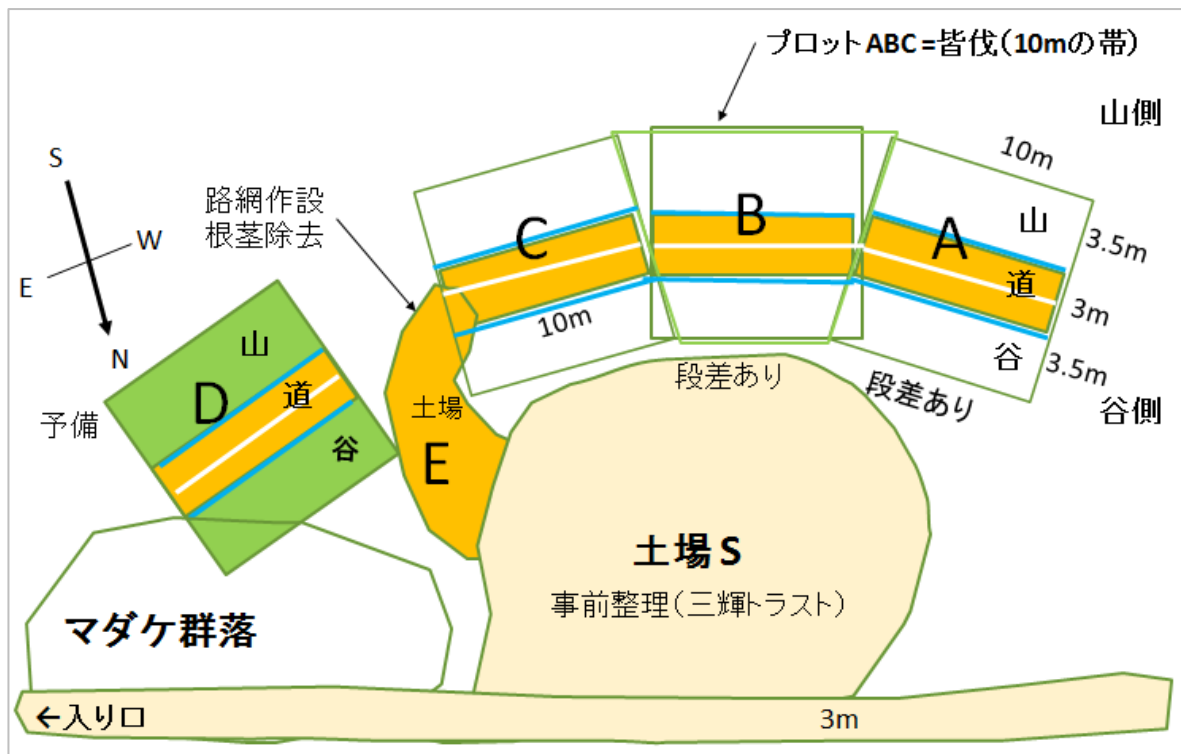 プロットABC=皆伐(10mの帯)
山側
S
W
E
N
路網作設
根茎除去
C
B
A
10m
山
3.5m
道
3m
谷
3.5m
10m
段差あり
段差あり
谷側
山
D
道
谷
予備
土場
E
土場S
事前整理(三輝トラスト)
マダケ群落
←入り口
3m